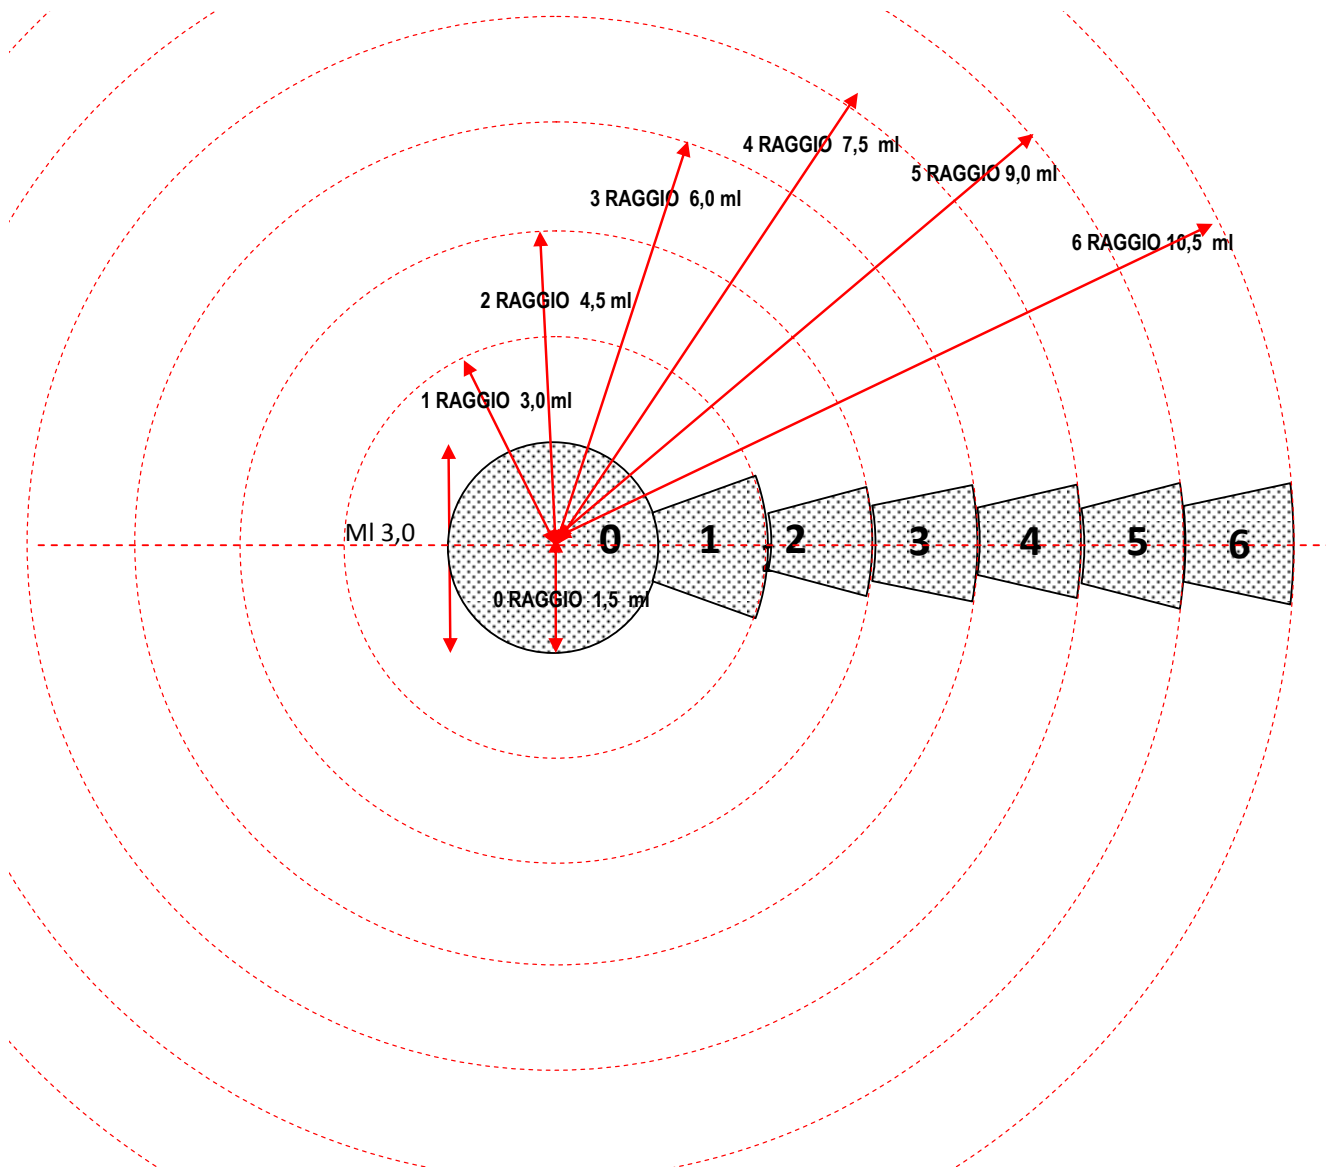 4 RAGGIO 7,5 ml
5 RAGGIO 9,0 ml
3 RAGGIO 6,0 ml
6 RAGGIO 10,5 ml
2 RAGGIO 4,5 ml
1 RAGGIO 3,0 ml
Ml 3,0
0 1 2 3 4 5 6
0 RAGGIO 1,5 ml